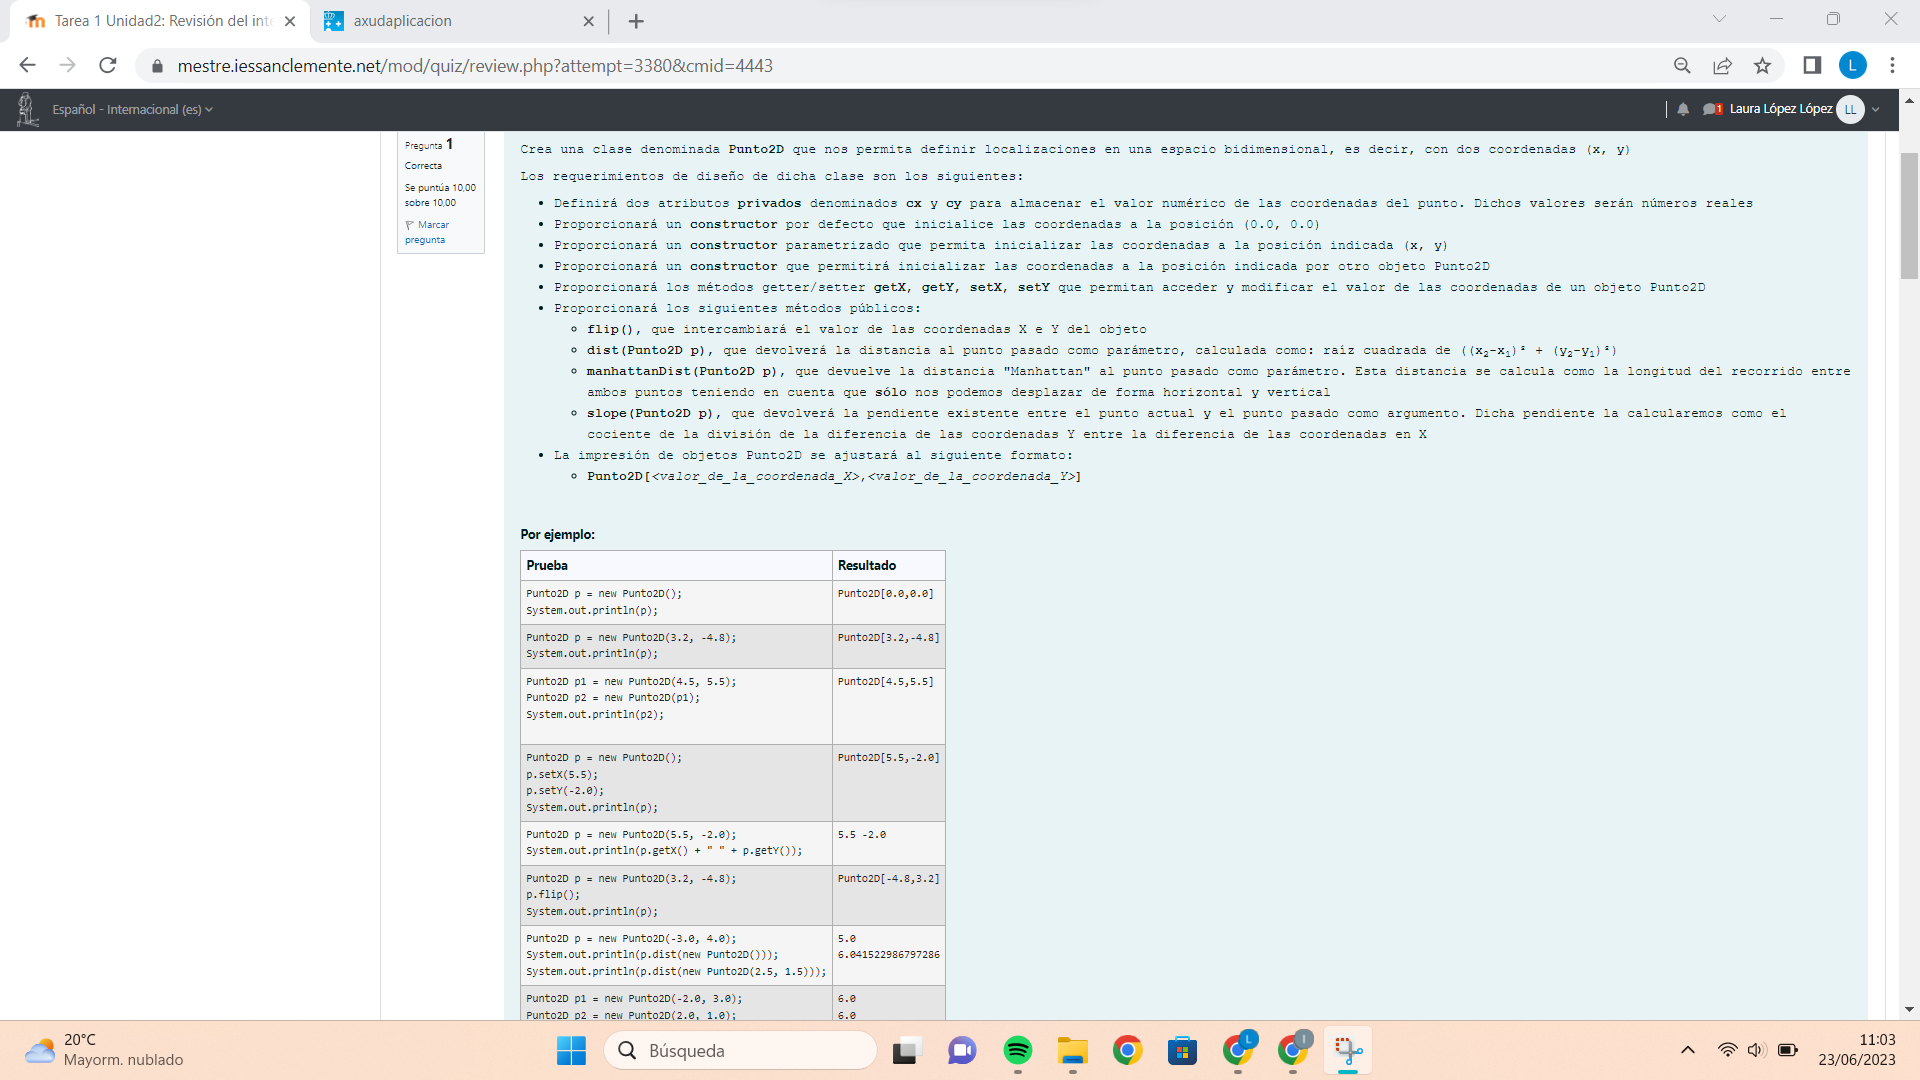 Tarea 1 Unidad2: Revisión del inte
axudaplicacion
mestre.iessanclemente.net/mod/quiz/review.php?attempt=3380&cmid=4443
L
Español - Internacional (es)
1
Laura López López
LL
Pregunta 1
Correcta
Se puntúa 10,00
sobre 10,00
Marcar
pregunta
Crea una clase denominada Punto2D que nos permita definir localizaciones en una espacio bidimensional, es decir, con dos coordenadas (x, y)
Los requerimientos de diseño de dicha clase son los siguientes:
• Definirá dos atributos privados denominados cx y cy para almacenar el valor numérico de las coordenadas del punto. Dichos valores serán números reales
• Proporcionará un constructor por defecto que inicialice las coordenadas a la posición (0.0, 0.0)
• Proporcionará un constructor parametrizado que permita inicializar las coordenadas a la posición indicada (x, y)
• Proporcionará un constructor que permitirá inicializar las coordenadas a la posición indicada por otro objeto Punto2D
• Proporcionará los métodos getter/setter getX, getY, setX, setY que permitan acceder y modificar el valor de las coordenadas de un objeto Punto2D
• Proporcionará los siguientes métodos públicos:
◦ flip(), que intercambiará el valor de las coordenadas X e Y del objeto
◦ dist(Punto2D p), que devolverá la distancia al punto pasado como parámetro, calculada como: raíz cuadrada de ((x₂-x₁)² + (y₂-y₁)²)
◦ manhattanDist(Punto2D p), que devuelve la distancia "Manhattan" al punto pasado como parámetro. Esta distancia se calcula como la longitud del recorrido entre
ambos puntos teniendo en cuenta que sólo nos podemos desplazar de forma horizontal y vertical
◦ slope(Punto2D p), que devolverá la pendiente existente entre el punto actual y el punto pasado como argumento. Dicha pendiente la calcularemos como el
cociente de la división de la diferencia de las coordenadas Y entre la diferencia de las coordenadas en X
• La impresión de objetos Punto2D se ajustará al siguiente formato:
◦ Punto2D[<valor_de_la_coordenada_X>,<valor_de_la_coordenada_Y>]
Por ejemplo:
Prueba Resultado
Punto2D p = new Punto2D(); Punto2D[0.0,0.0]
System.out.println(p);
Punto2D p = new Punto2D(3.2, -4.8); Punto2D[3.2,-4.8]
System.out.println(p);
Punto2D p1 = new Punto2D(4.5, 5.5); Punto2D[4.5,5.5]
Punto2D p2 = new Punto2D(p1);
System.out.println(p2);
Punto2D p = new Punto2D(); Punto2D[5.5,-2.0]
p.setX(5.5);
p.setY(-2.0);
System.out.println(p);
Punto2D p = new Punto2D(5.5, -2.0); 5.5 -2.0
System.out.println(p.getX() + " " + p.getY());
Punto2D p = new Punto2D(3.2, -4.8); Punto2D[-4.8,3.2]
p.flip();
System.out.println(p);
Punto2D p = new Punto2D(-3.0, 4.0); 5.0
System.out.println(p.dist(new Punto2D())); 6.041522986797286
System.out.println(p.dist(new Punto2D(2.5, 1.5)));
Punto2D p1 = new Punto2D(-2.0, 3.0); 6.0
Punto2D p2 = new Punto2D(2.0, 1.0); 6.0
20°C
Mayorm. nublado
Búsqueda
L
I
11:03
23/06/2023